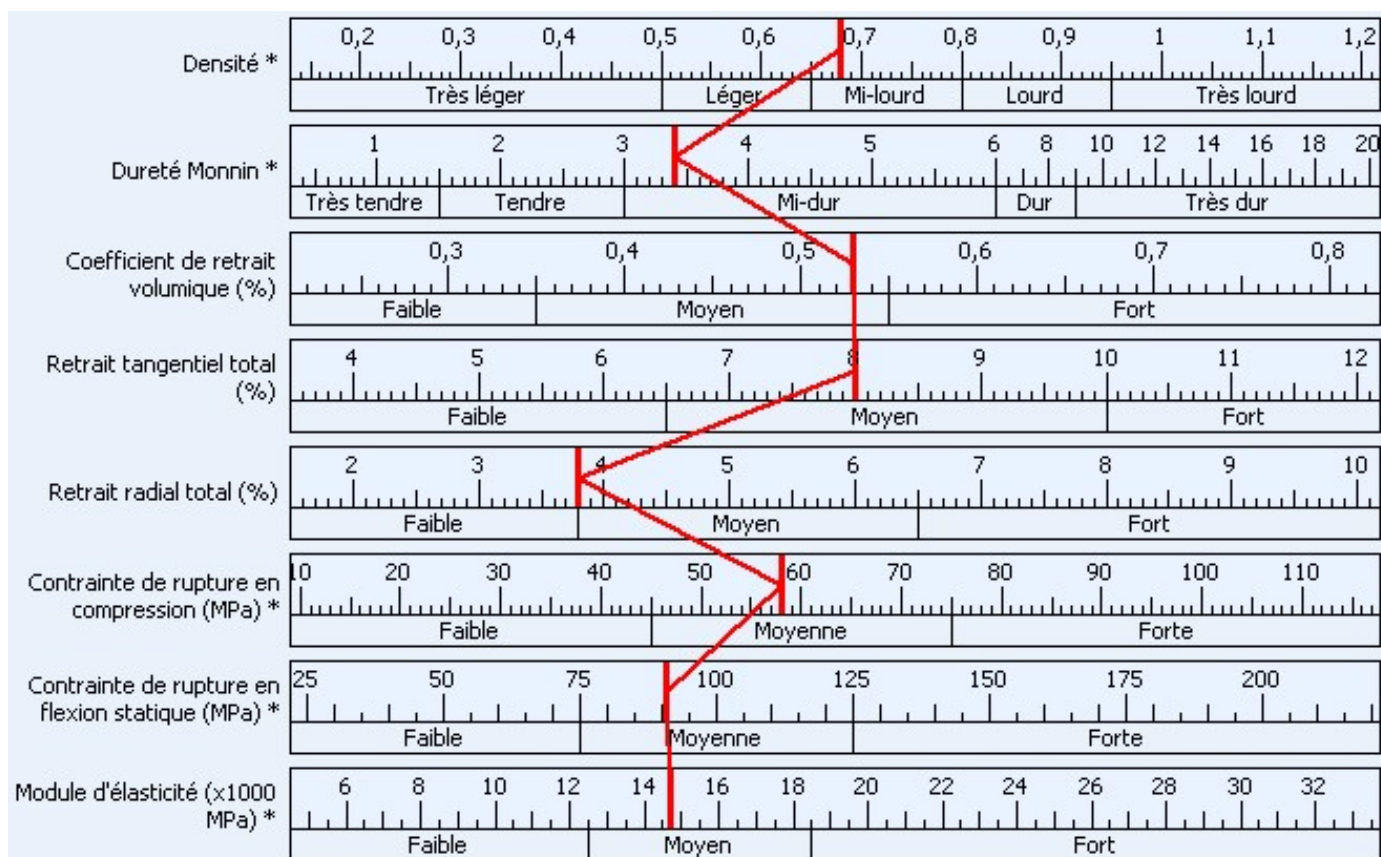 0,2 0,3 0,4 0,5 0,6 0,7 0,8 0,9 1 1,1 1,2
Densité *
Très léger Léger Mi-lourd Lourd Très lourd
1 2 3 4 5 6 8 10 12 14 16 18 20
Dureté Monnin *
Très tendre Tendre Mi-dur Dur Très dur
0,3 0,4 0,5 0,6 0,7 0,8
Coefficient de retrait
volumique (%)
Faible Moyen Fort
4 5 6 7 8 9 10 11 12
Retrait tangentiel total
(%)
Faible Moyen Fort
2 3 4 5 6 7 8 9 10
Retrait radial total (%)
Faible Moyen Fort
10 20 30 40 50 60 70 80 90 100 110
Contrainte de rupture en
compression (MPa) *
Faible Moyenne Forte
25 50 75 100 125 150 175 200
Contrainte de rupture en
flexion statique (MPa) *
Faible Moyenne Forte
6 8 10 12 14 16 18 20 22 24 26 28 30 32
Module d'élasticité (x1000
MPa) *
Faible Moyen Fort